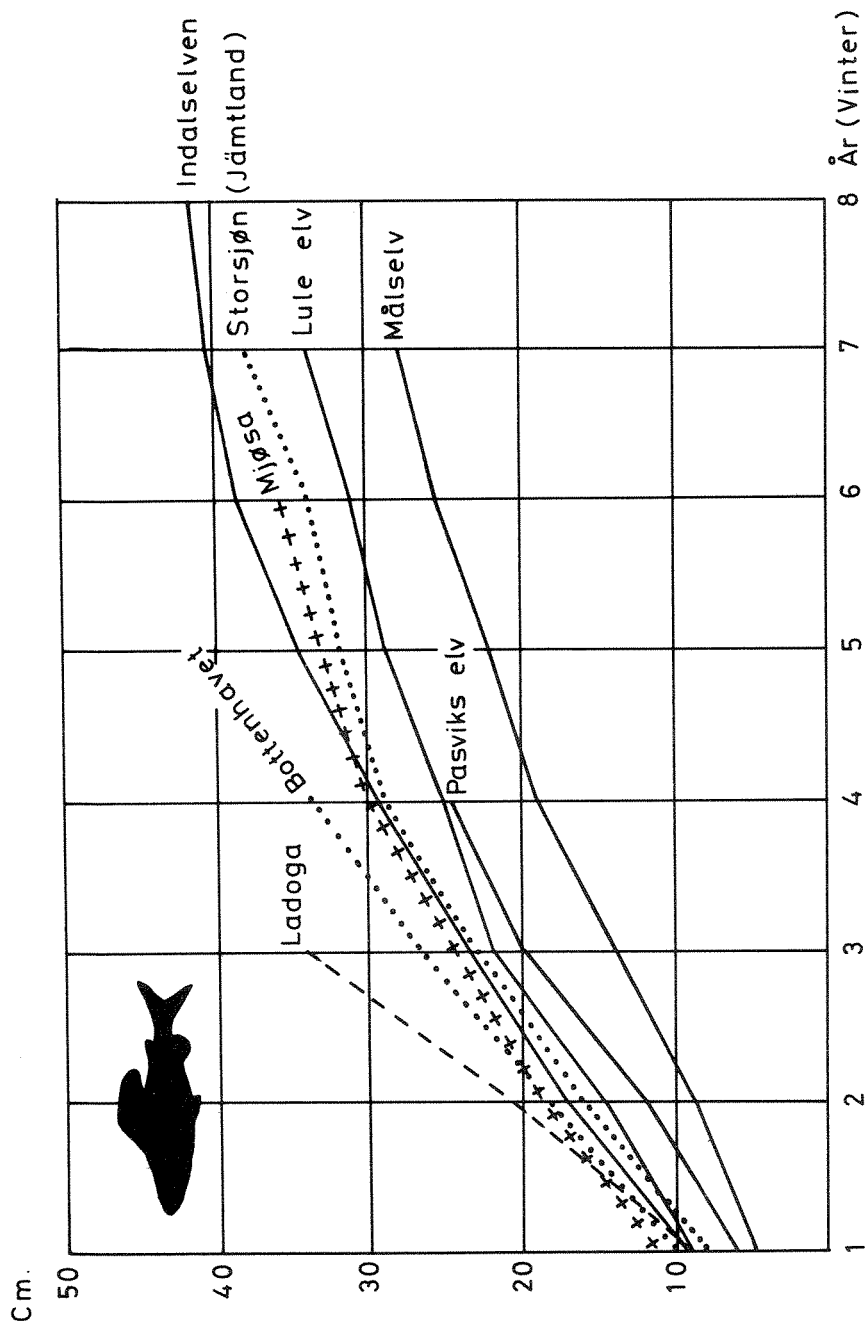 Cm.
50
40
30
20
10
1
2
3
4
5
6
7
8
År (Vinter)
Ladoga
Bottenhavet
Mjøsa
Indalselven
Storsjøn (Jämtland)
Lule elv
Målselv
Pasviks elv